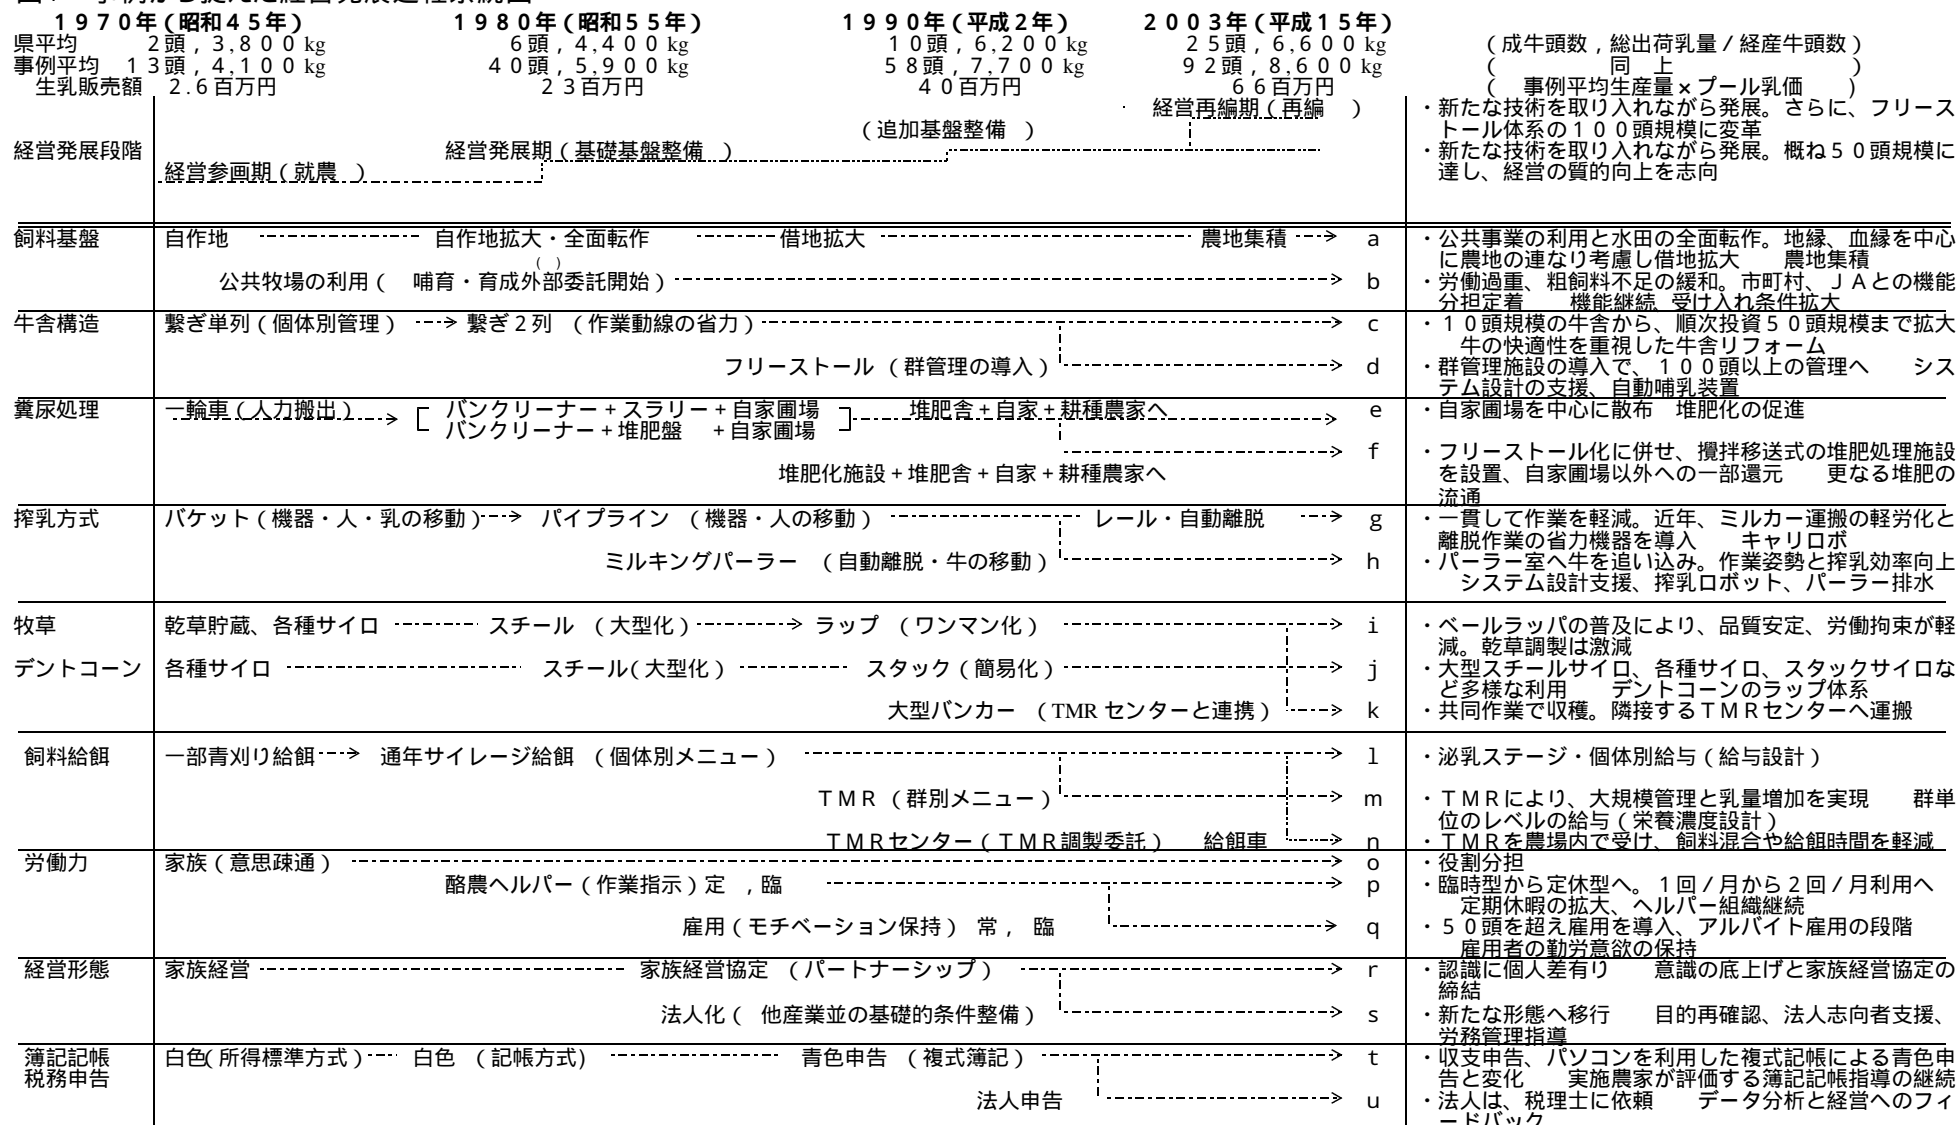 1970年(昭和45年) 1980年(昭和55年) 1990年(平成2年) 2003年(平成15年)
県平均 2頭,3,800kg 6頭,4,400kg 10頭,6,200kg 25頭,6,600kg (成牛頭数,総出荷乳量/経産牛頭数)
事例平均 13頭,4,100kg 40頭,5,900kg 58頭,7,700kg 92頭,8,600kg ( 同 上 )
生乳販売額 2.6百万円 23百万円 40百万円 66百万円 ( 事例平均生産量×プール乳価 )
経営発展段階
経営参画期(就農 )
経営発展期(基礎基盤整備 )
(追加基盤整備 )
経営再編期(再編 )
・新たな技術を取り入れながら発展。さらに、フリース
トール体系の100頭規模に変革
・新たな技術を取り入れながら発展。概ね50頭規模に
達し、経営の質的向上を志向
飼料基盤 自作地 自作地拡大・全面転作 借地拡大 農地集積 a
( )
公共牧場の利用( 哺育・育成外部委託開始) b
・公共事業の利用と水田の全面転作。地縁、血縁を中心
に農地の連なり考慮し借地拡大 農地集積
・労働過重、粗飼料不足の緩和。市町村、JAとの機能
分担定着 機能継続、受け入れ条件拡大
牛舎構造 繋ぎ単列(個体別管理) 繋ぎ2列 (作業動線の省力) c
フリーストール (群管理の導入) d
・10頭規模の牛舎から、順次投資50頭規模まで拡大
牛の快適性を重視した牛舎リフォーム
・群管理施設の導入で、100頭以上の管理へ シス
テム設計の支援、自動哺乳装置
糞尿処理 一輪車(人力搬出) バンクリーナー+スラリー+自家圃場 堆肥舎+自家+耕種農家へ e
バンクリーナー+堆肥盤 +自家圃場
f
堆肥化施設+堆肥舎+自家+耕種農家へ
・自家圃場を中心に散布 堆肥化の促進
・フリーストール化に併せ、攪拌移送式の堆肥処理施設
を設置、自家圃場以外への一部還元 更なる堆肥の
流通
搾乳方式 バケット(機器・人・乳の移動) パイプライン (機器・人の移動) レール・自動離脱 g
ミルキングパーラー (自動離脱・牛の移動) h
・一貫して作業を軽減。近年、ミルカー運搬の軽労化と
離脱作業の省力機器を導入 キャリロボ
・パーラー室へ牛を追い込み。作業姿勢と搾乳効率向上
システム設計支援、搾乳ロボット、パーラー排水
牧草 乾草貯蔵、各種サイロ スチール (大型化) ラップ (ワンマン化) i
デントコーン 各種サイロ スチール(大型化) スタック(簡易化) j
大型バンカー (TMRセンターと連携) k
・ベールラッパの普及により、品質安定、労働拘束が軽
減。乾草調製は激減
・大型スチールサイロ、各種サイロ、スタックサイロな
ど多様な利用 デントコーンのラップ体系
・共同作業で収穫。隣接するTMRセンターへ運搬
飼料給餌 一部青刈り給餌 通年サイレージ給餌 (個体別メニュー) l
TMR (群別メニュー) m
TMRセンター(TMR調製委託) 給餌車 n
・泌乳ステージ・個体別給与(給与設計)
・TMRにより、大規模管理と乳量増加を実現 群単
位のレベルの給与(栄養濃度設計)
・TMRを農場内で受け、飼料混合や給餌時間を軽減
労働力 家族(意思疎通) o
酪農ヘルパー(作業指示)定 ,臨 p
雇用(モチベーション保持) 常, 臨 q
・役割分担
・臨時型から定休型へ。1回/月から2回/月利用へ
定期休暇の拡大、ヘルパー組織継続
・50頭を超え雇用を導入、アルバイト雇用の段階
雇用者の勤労意欲の保持
経営形態 家族経営 家族経営協定 (パートナーシップ) r
法人化( 他産業並の基礎的条件整備) s
・認識に個人差有り 意識の底上げと家族経営協定の
締結
・新たな形態へ移行 目的再確認、法人志向者支援、
労務管理指導
簿記記帳 白色(所得標準方式) 白色 (記帳方式) 青色申告 (複式簿記) t
税務申告
法人申告 u
・収支申告、パソコンを利用した複式記帳による青色申
告と変化 実施農家が評価する簿記記帳指導の継続
・法人は、税理士に依頼 データ分析と経営へのフィ
ードバック